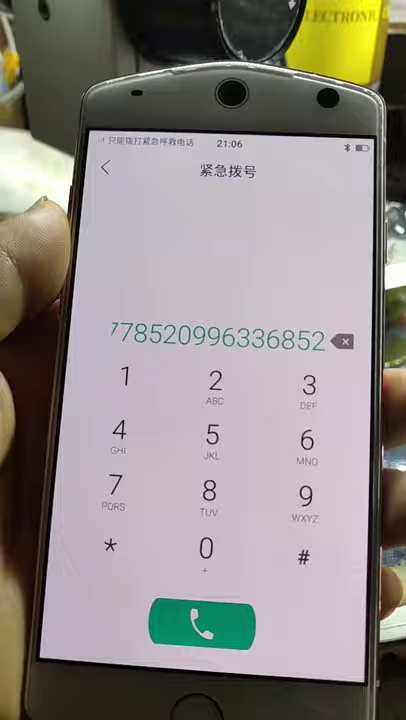 ELECTRONIC
只能拨打紧急呼救电话 21:06
紧急拨号
778520996336852
1 2 3
ABC DEF
4 5 6
GHI JKL MNO
7 8 9
PQRS TUV WXYZ
* 0 #
+